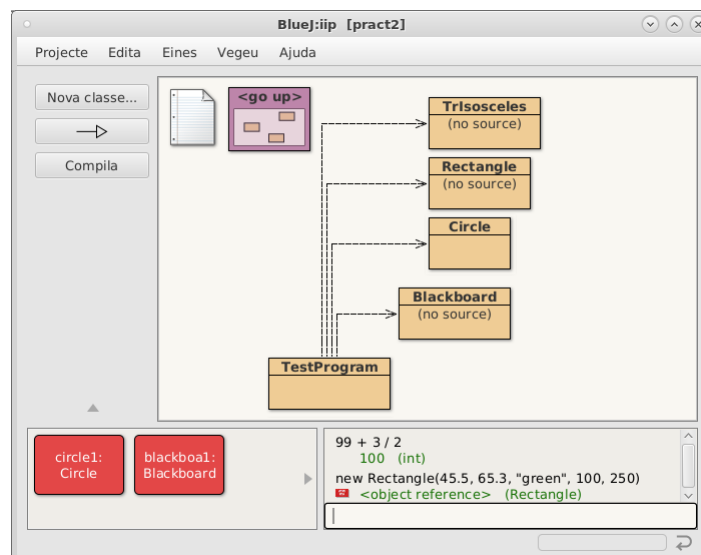 BlueJ:iip [pract2]
Projecte Edita Eines Vegeu Ajuda
Nova classe...
Compila
<go up>
TrIsosceles
(no source)
Rectangle
(no source)
Circle
Blackboard
(no source)
TestProgram
circle1:
Circle
blackboa1:
Blackboard
99 + 3 / 2
100 (int)
new Rectangle(45.5, 65.3, "green", 100, 250)
<object reference> (Rectangle)